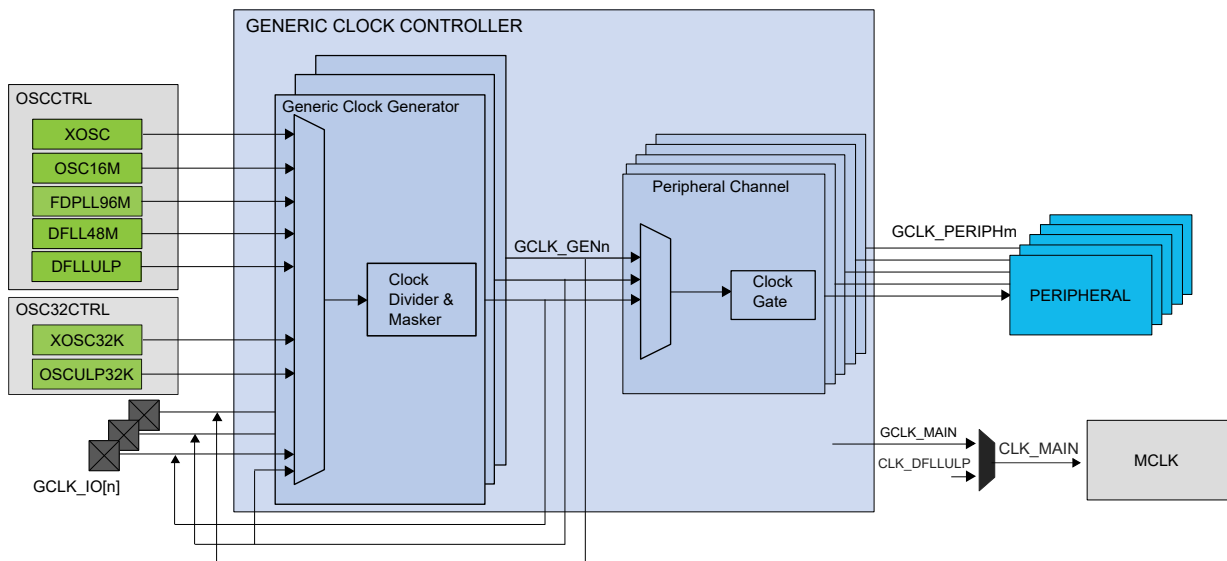 GENERIC CLOCK CONTROLLER
OSCCTRL
XOSC
OSC16M
FDPLL96M
DFLL48M
DFLLULP
OSC32CTRL
XOSC32K
OSCULP32K
GCLK_IO[n]
Generic Clock Generator
Clock
Divider &
Masker
GCLK_GENn
Peripheral Channel
Clock
Gate
GCLK_PERIPHm
PERIPHERAL
GCLK_MAIN
CLK_DFLLULP
CLK_MAIN
MCLK